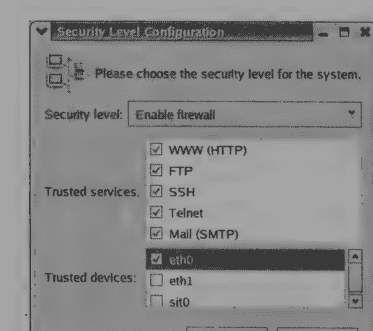 Security Level Configuration
Please choose the security level for the system.
Security level: Enable firewall
WWW (HTTP)
FTP
Trusted services: SSH
Telnet
Mail (SMTP)
eth0
Trusted devices: eth1
sit0